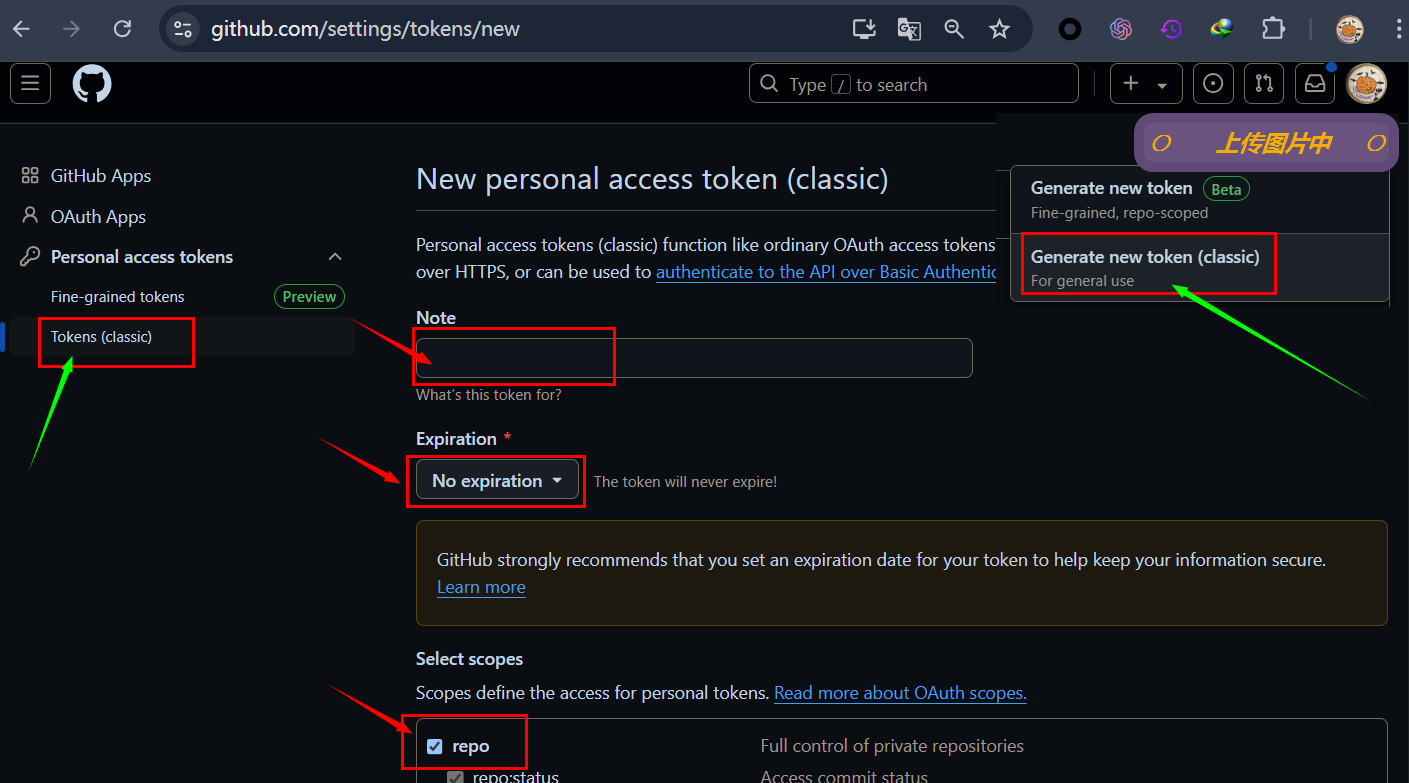 github.com/settings/tokens/new
Type / to search
上传图片中
GitHub Apps
OAuth Apps
Personal access tokens
Fine-grained tokens
Preview
Tokens (classic)
New personal access token (classic)
Generate new token Beta
Fine-grained, repo-scoped
Generate new token (classic)
For general use
Personal access tokens (classic) function like ordinary OAuth access tokens
over HTTPS, or can be used to authenticate to the API over Basic Authentic
Note
What's this token for?
Expiration *
No expiration
The token will never expire!
GitHub strongly recommends that you set an expiration date for your token to help keep your information secure.
Learn more
Select scopes
Scopes define the access for personal tokens. Read more about OAuth scopes.
repo
Full control of private repositories
repo:status
Access commit status